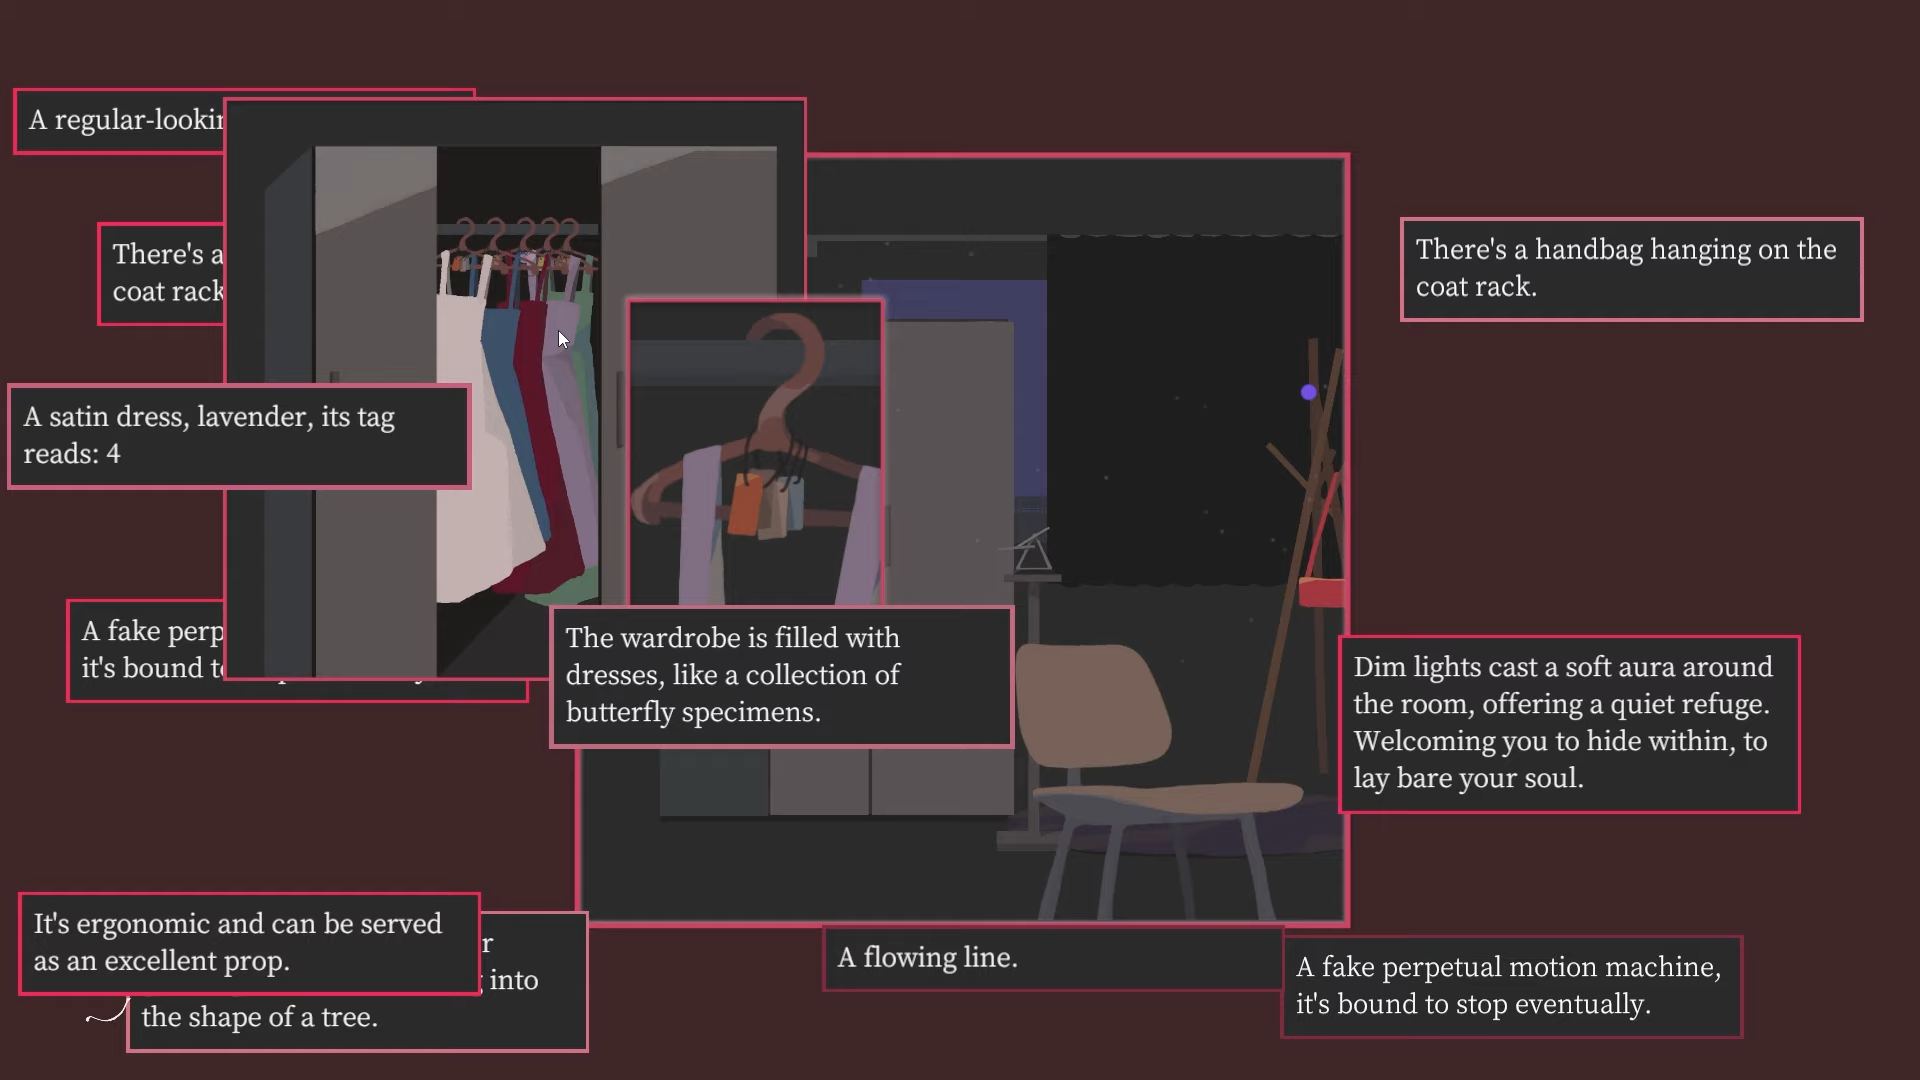 A regular-lookin
There's a
coat rack
There's a handbag hanging on the
coat rack.
A satin dress, lavender, its tag
reads: 4
A fake perp
it's bound t
The wardrobe is filled with
dresses, like a collection of
butterfly specimens.
Dim lights cast a soft aura around
the room, offering a quiet refuge.
Welcoming you to hide within, to
lay bare your soul.
It's ergonomic and can be served
as an excellent prop.
r
into
the shape of a tree.
A flowing line.
A fake perpetual motion machine,
it's bound to stop eventually.